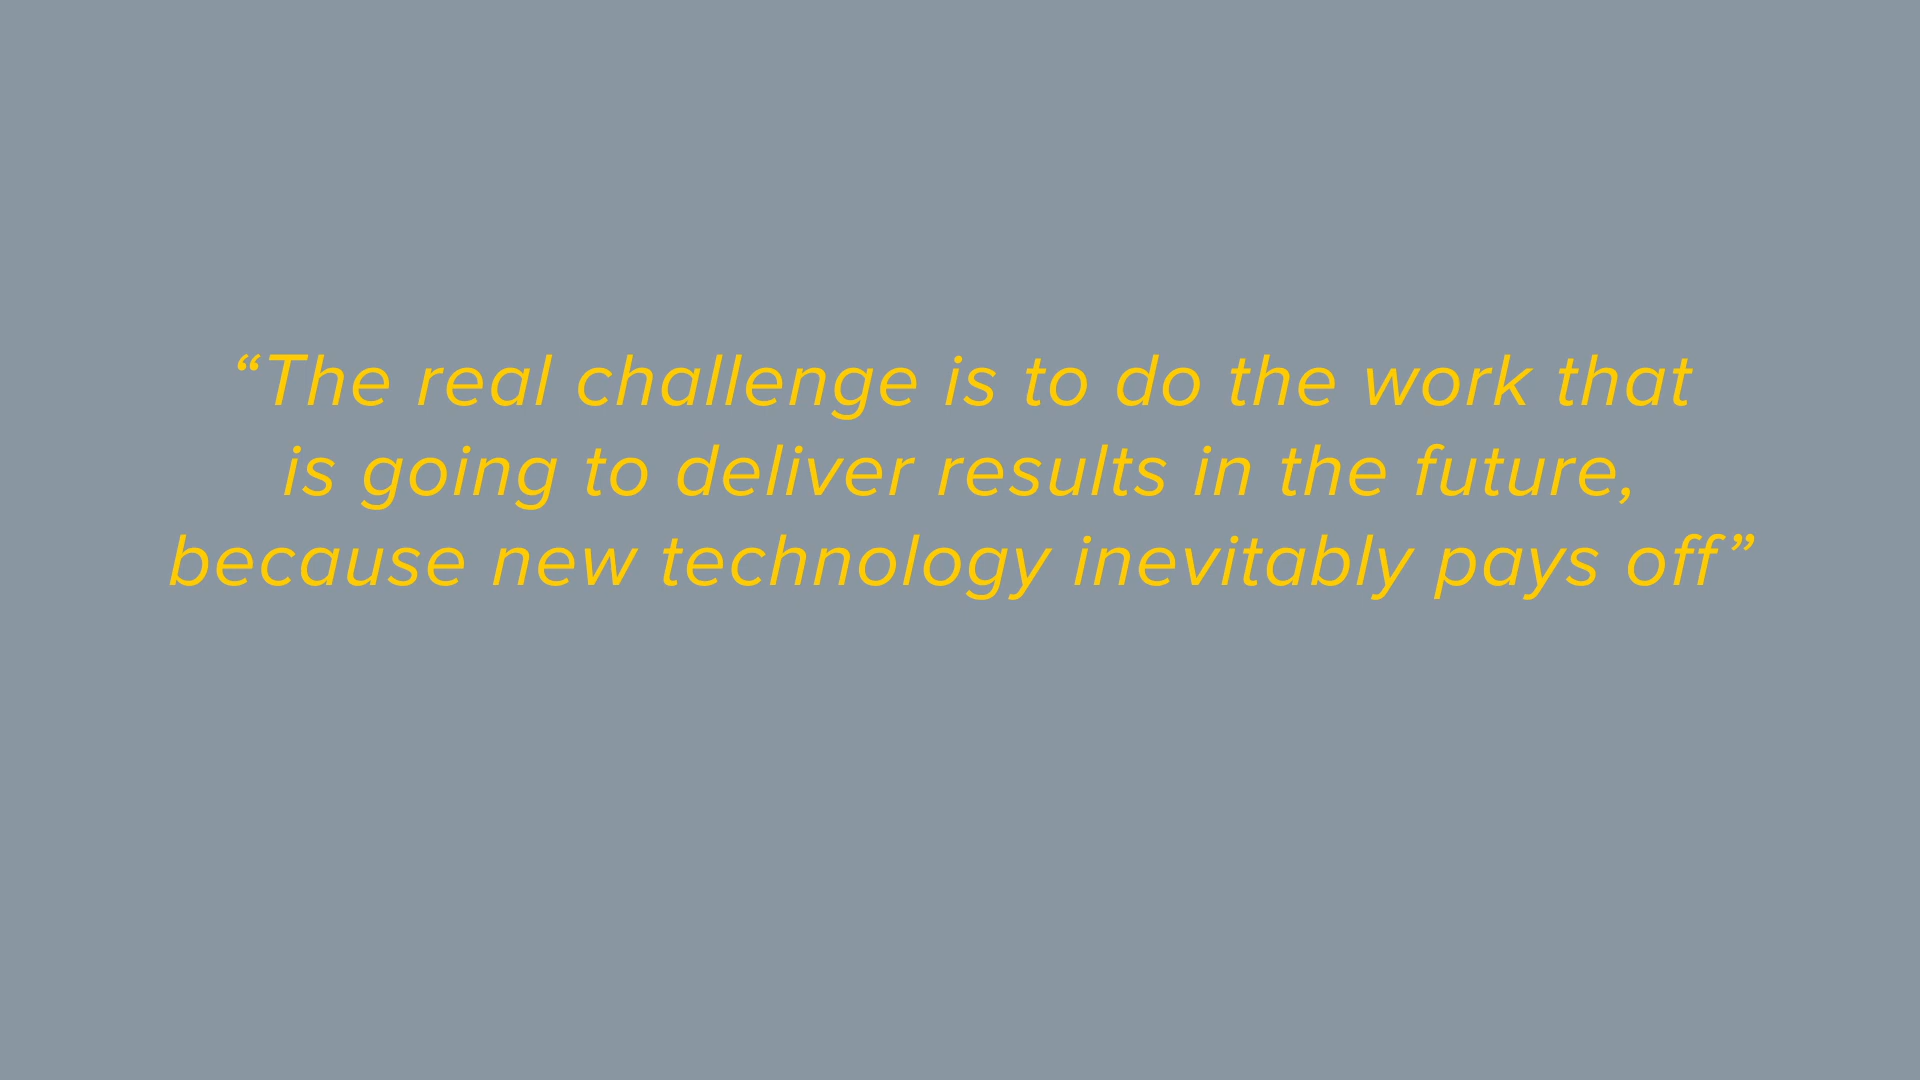 “The real challenge is to do the work that
is going to deliver results in the future,
because new technology inevitably pays off”